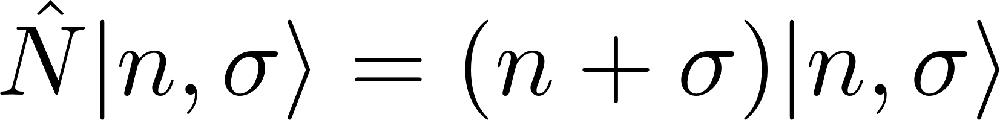 N̂|n, σ⟩ = (n + σ)|n, σ⟩